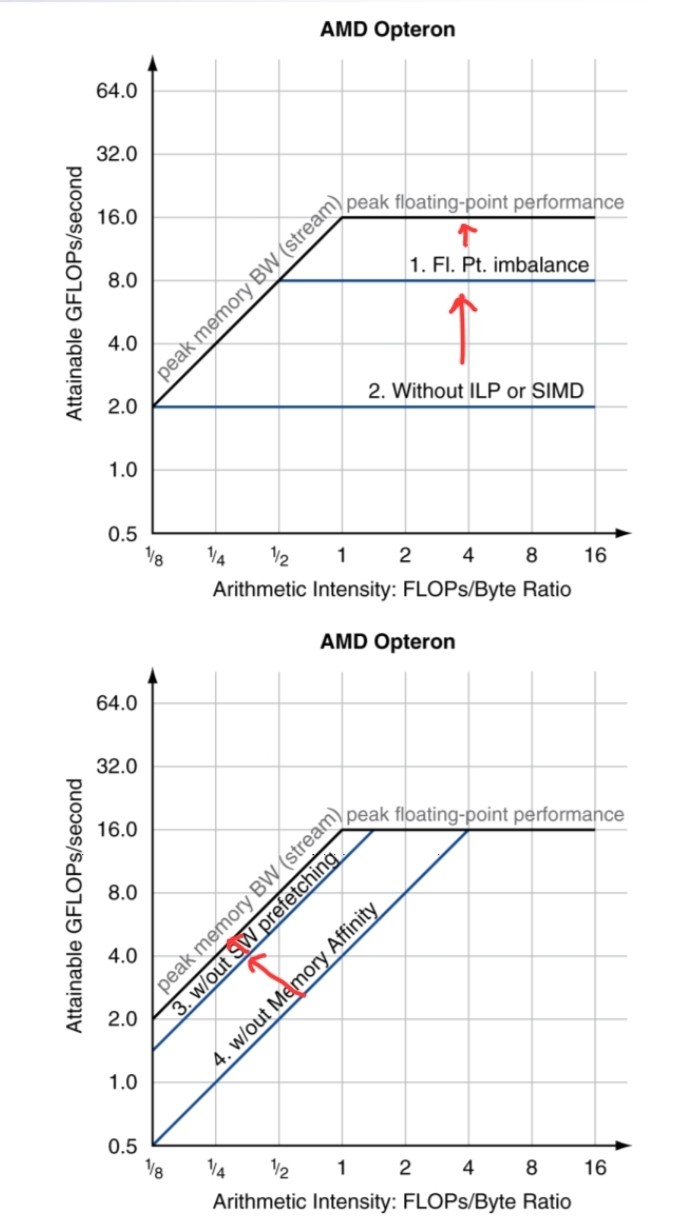 AMD Opteron
64.0
32.0
16.0
8.0
4.0
2.0
1.0
0.5
Attainable GFLOPs/second
peak memory BW (stream)
peak floating-point performance
1. Fl. Pt. imbalance
2. Without ILP or SIMD
1/8 1/4 1/2 1 2 4 8 16
Arithmetic Intensity: FLOPs/Byte Ratio
AMD Opteron
64.0
32.0
16.0
8.0
4.0
2.0
1.0
0.5
Attainable GFLOPs/second
peak memory BW (stream)
peak floating-point performance
3. w/out SW prefetching
4. w/out Memory Affinity
1/8 1/4 1/2 1 2 4 8 16
Arithmetic Intensity: FLOPs/Byte Ratio